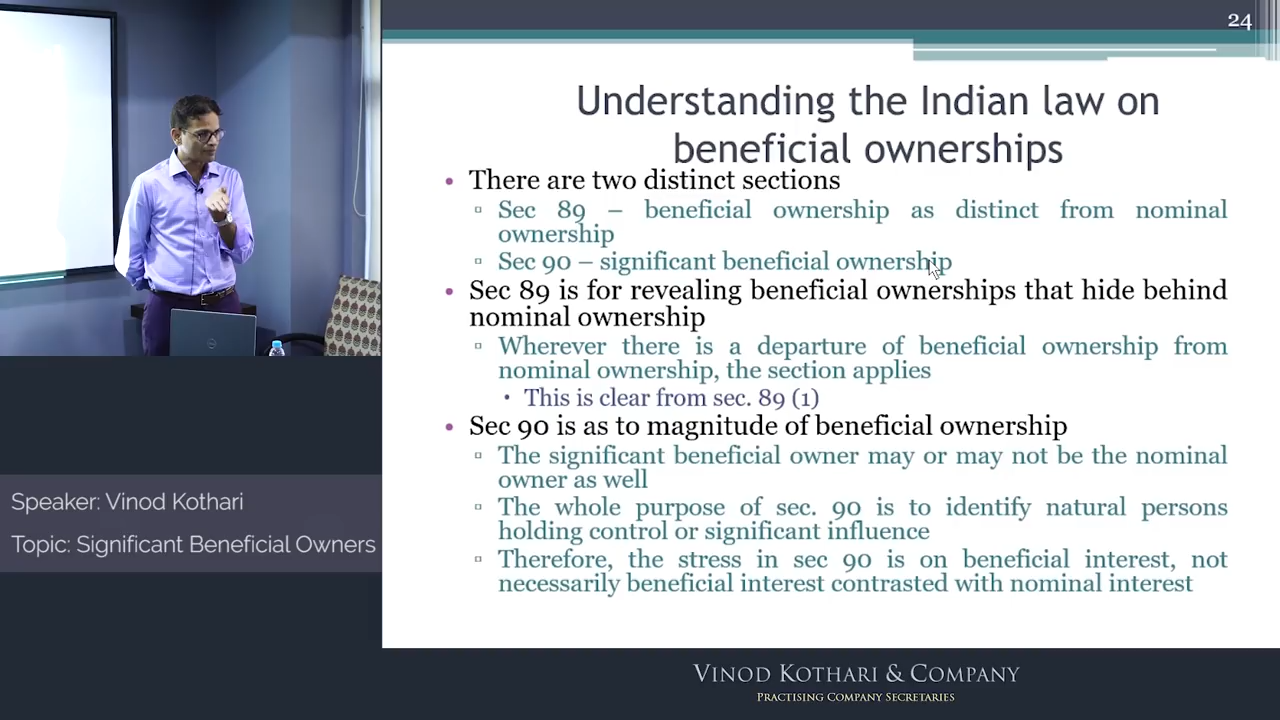 24
Understanding the Indian law on
beneficial ownerships
• There are two distinct sections
▫ Sec 89 – beneficial ownership as distinct from nominal
ownership
▫ Sec 90 – significant beneficial ownership
• Sec 89 is for revealing beneficial ownerships that hide behind
nominal ownership
▫ Wherever there is a departure of beneficial ownership from
nominal ownership, the section applies
• This is clear from sec. 89 (1)
• Sec 90 is as to magnitude of beneficial ownership
▫ The significant beneficial owner may or may not be the nominal
owner as well
▫ The whole purpose of sec. 90 is to identify natural persons
holding control or significant influence
▫ Therefore, the stress in sec 90 is on beneficial interest, not
necessarily beneficial interest contrasted with nominal interest
Speaker: Vinod Kothari
Topic: Significant Beneficial Owners
VINOD KOTHARI & COMPANY
PRACTISING COMPANY SECRETARIES